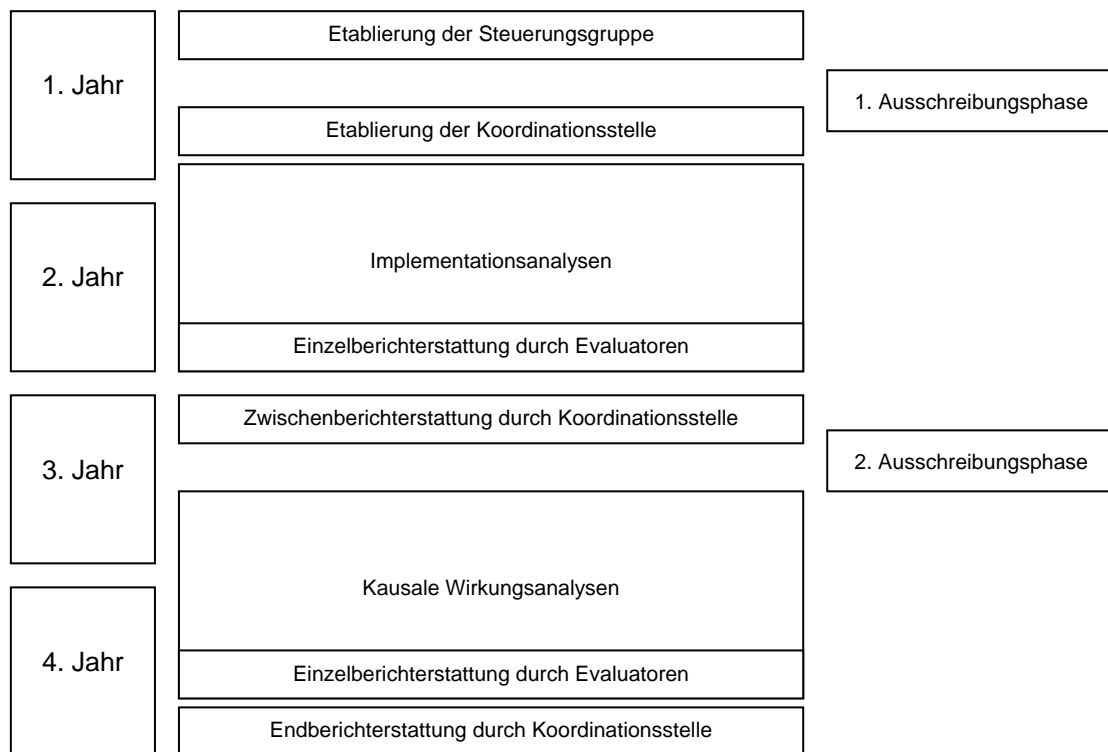 1. Jahr
Etablierung der Steuerungsgruppe
1. Ausschreibungsphase
Etablierung der Koordinationsstelle
2. Jahr
Implementationsanalysen
Einzelberichterstattung durch Evaluatoren
3. Jahr
Zwischenberichterstattung durch Koordinationsstelle
2. Ausschreibungsphase
Kausale Wirkungsanalysen
4. Jahr
Einzelberichterstattung durch Evaluatoren
Endberichterstattung durch Koordinationsstelle